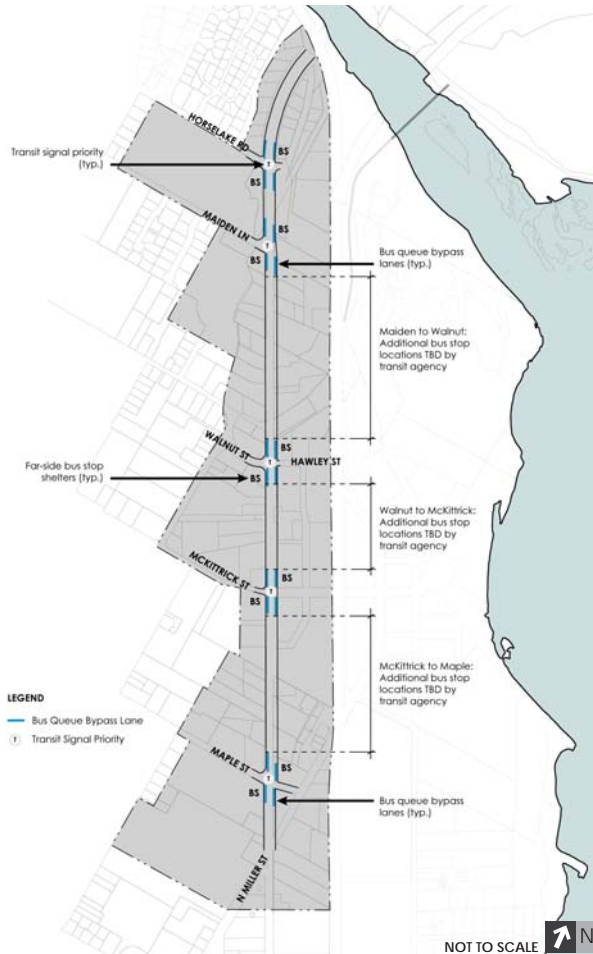 HORSELAKE RD
BS
Transit signal priority
(typ.)
T
BS
MAIDEN LN
BS
T
BS
Bus queue bypass
lanes (typ.)
Maiden to Walnut:
Additional bus stop
locations TBD by
transit agency
WALNUT ST
BS
T
HAWLEY ST
Far-side bus stop
shelters (typ.)
BS
Walnut to McKittrick:
Additional bus stop
locations TBD by
transit agency
MCKITTRICK ST
BS
T
BS
McKittrick to Maple:
Additional bus stop
locations TBD by
transit agency
LEGEND
Bus Queue Bypass Lane
T Transit Signal Priority
MAPLE ST
BS
T
BS
Bus queue bypass
lanes (typ.)
N MILLER ST
NOT TO SCALE
N